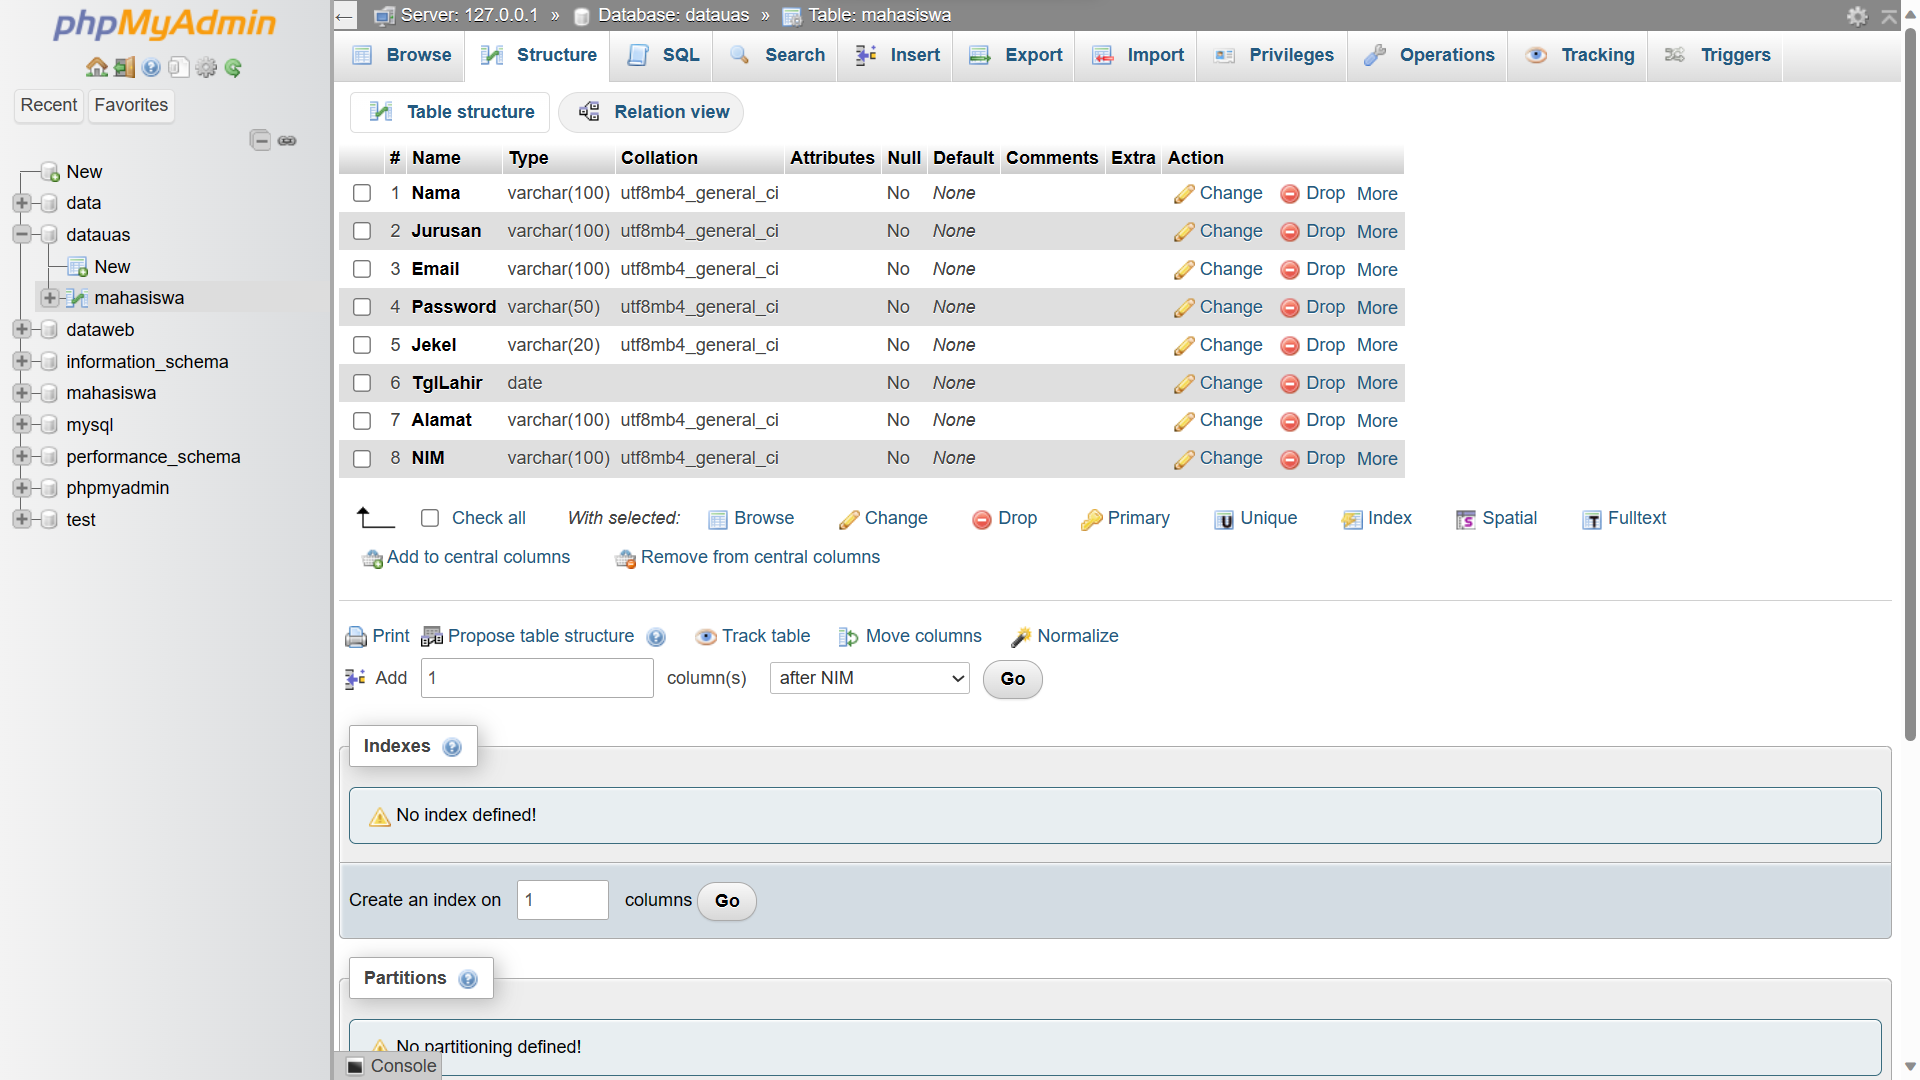 phpMyAdmin
Recent Favorites
New
data
datauas
New
mahasiswa
dataweb
information_schema
mahasiswa
mysql
performance_schema
phpmyadmin
test
Server: 127.0.0.1 » Database: datauas » Table: mahasiswa
Browse Structure SQL Search Insert Export Import Privileges Operations Tracking Triggers
Table structure Relation view
# Name Type Collation Attributes Null Default Comments Extra Action
1 Nama varchar(100) utf8mb4_general_ci No None Change Drop More
2 Jurusan varchar(100) utf8mb4_general_ci No None Change Drop More
3 Email varchar(100) utf8mb4_general_ci No None Change Drop More
4 Password varchar(50) utf8mb4_general_ci No None Change Drop More
5 Jekel varchar(20) utf8mb4_general_ci No None Change Drop More
6 TglLahir date No None Change Drop More
7 Alamat varchar(100) utf8mb4_general_ci No None Change Drop More
8 NIM varchar(100) utf8mb4_general_ci No None Change Drop More
Check all With selected: Browse Change Drop Primary Unique Index Spatial Fulltext
Add to central columns Remove from central columns
Print Propose table structure Track table Move columns Normalize
Add 1 column(s) after NIM Go
Indexes
No index defined!
Create an index on 1 columns Go
Partitions
No partitioning defined!
Console